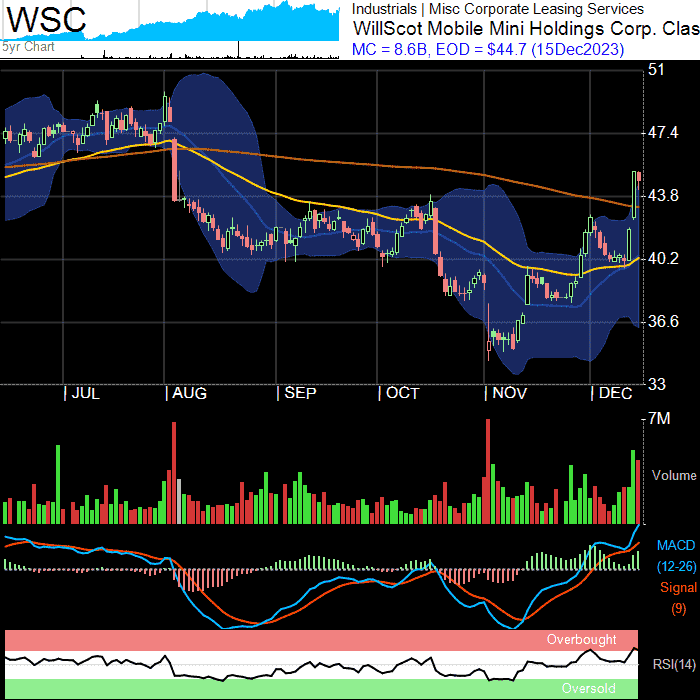 WSC
5yr Chart
Industrials | Misc Corporate Leasing Services
WillScot Mobile Mini Holdings Corp. Clas
MC = 8.6B, EOD = $44.7 (15Dec2023)
51
47.4
43.8
40.2
36.6
33
| JUL | AUG | SEP | OCT | NOV | DEC
7M
Volume
MACD
(12-26)
Signal
(9)
Overbought
RSI(14)
Oversold